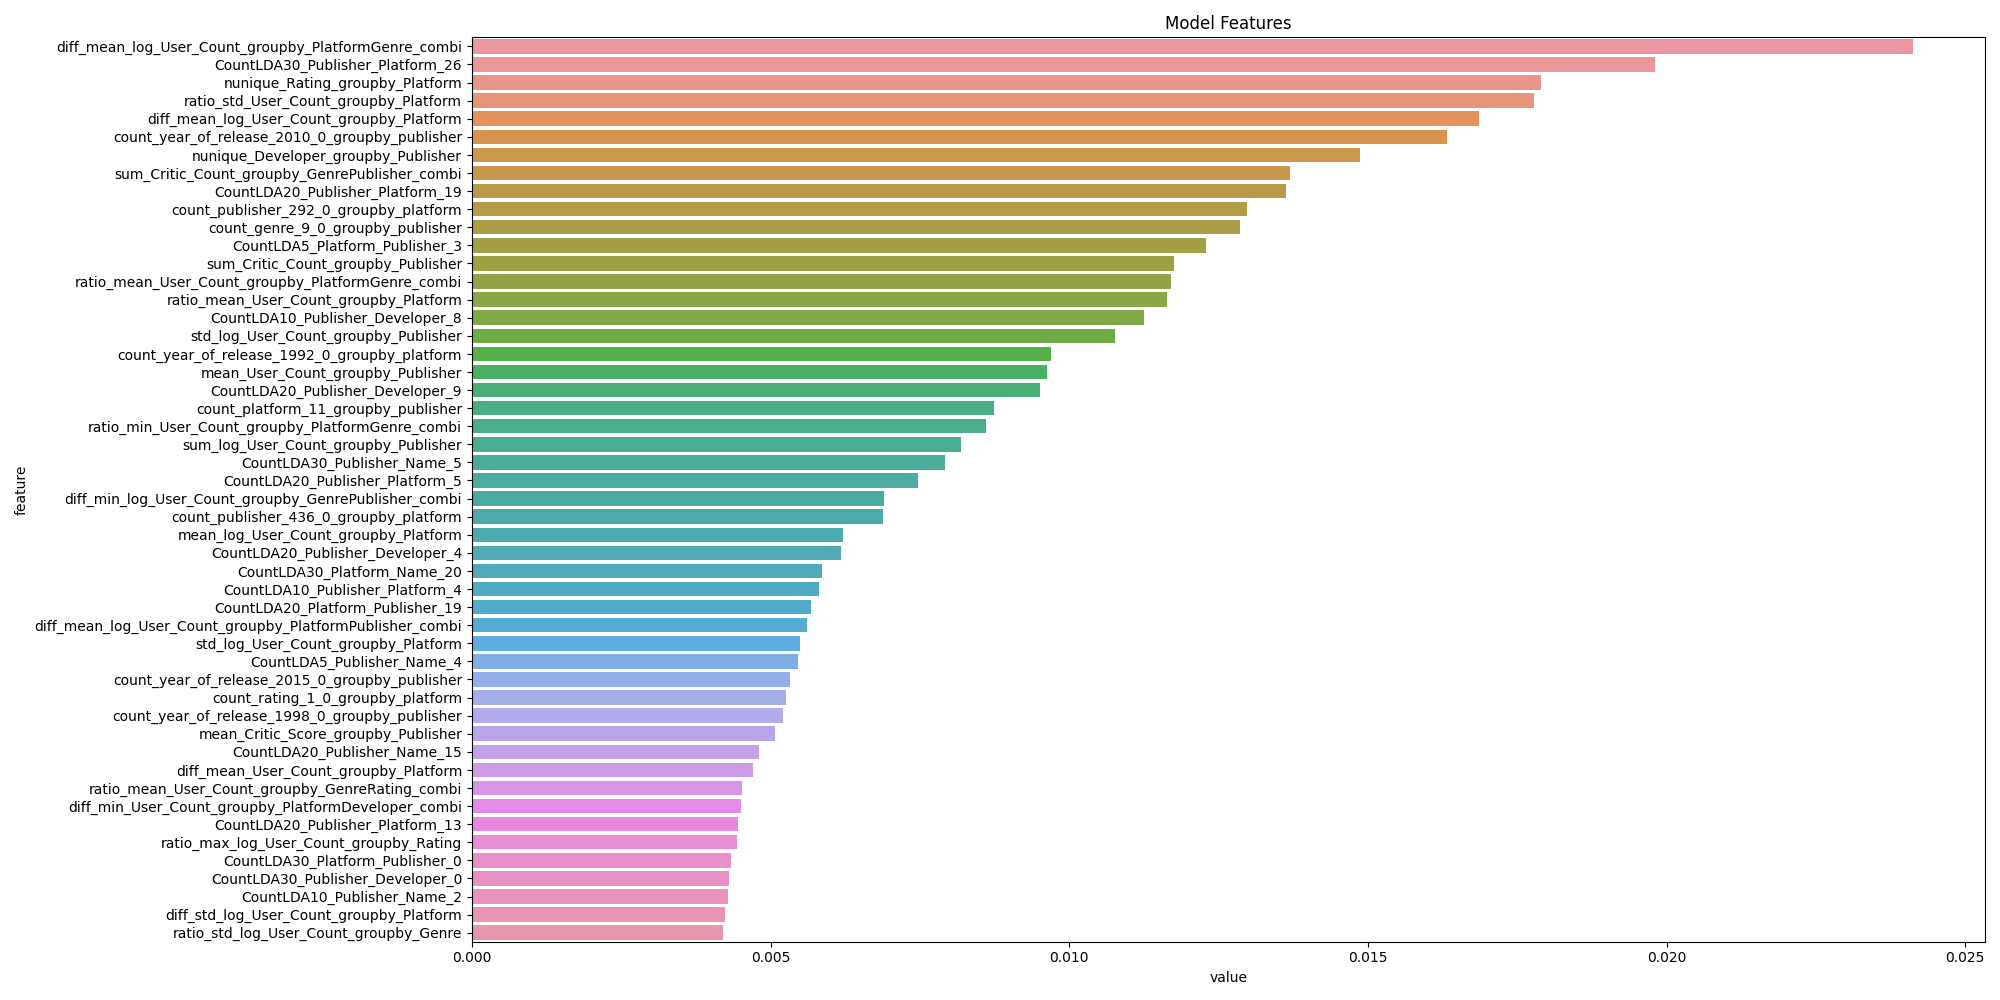 Model Features
diff_mean_log_User_Count_groupby_PlatformGenre_combi
CountLDA30_Publisher_Platform_26
nunique_Rating_groupby_Platform
ratio_std_User_Count_groupby_Platform
diff_mean_log_User_Count_groupby_Platform
count_year_of_release_2010_0_groupby_publisher
nunique_Developer_groupby_Publisher
sum_Critic_Count_groupby_GenrePublisher_combi
CountLDA20_Publisher_Platform_19
count_publisher_292_0_groupby_platform
count_genre_9_0_groupby_publisher
CountLDA5_Platform_Publisher_3
sum_Critic_Count_groupby_Publisher
ratio_mean_User_Count_groupby_PlatformGenre_combi
ratio_mean_User_Count_groupby_Platform
CountLDA10_Publisher_Developer_8
std_log_User_Count_groupby_Publisher
count_year_of_release_1992_0_groupby_platform
mean_User_Count_groupby_Publisher
CountLDA20_Publisher_Developer_9
count_platform_11_groupby_publisher
ratio_min_User_Count_groupby_PlatformGenre_combi
sum_log_User_Count_groupby_Publisher
CountLDA30_Publisher_Name_5
CountLDA20_Publisher_Platform_5
diff_min_log_User_Count_groupby_GenrePublisher_combi
count_publisher_436_0_groupby_platform
mean_log_User_Count_groupby_Platform
CountLDA20_Publisher_Developer_4
CountLDA30_Platform_Name_20
CountLDA10_Publisher_Platform_4
CountLDA20_Platform_Publisher_19
diff_mean_log_User_Count_groupby_PlatformPublisher_combi
std_log_User_Count_groupby_Platform
CountLDA5_Publisher_Name_4
count_year_of_release_2015_0_groupby_publisher
count_rating_1_0_groupby_platform
count_year_of_release_1998_0_groupby_publisher
mean_Critic_Score_groupby_Publisher
CountLDA20_Publisher_Name_15
diff_mean_User_Count_groupby_Platform
ratio_mean_User_Count_groupby_GenreRating_combi
diff_min_User_Count_groupby_PlatformDeveloper_combi
CountLDA20_Publisher_Platform_13
ratio_max_log_User_Count_groupby_Rating
CountLDA30_Platform_Publisher_0
CountLDA30_Publisher_Developer_0
CountLDA10_Publisher_Name_2
diff_std_log_User_Count_groupby_Platform
ratio_std_log_User_Count_groupby_Genre
feature
0.000 0.005 0.010 0.015 0.020 0.025
value